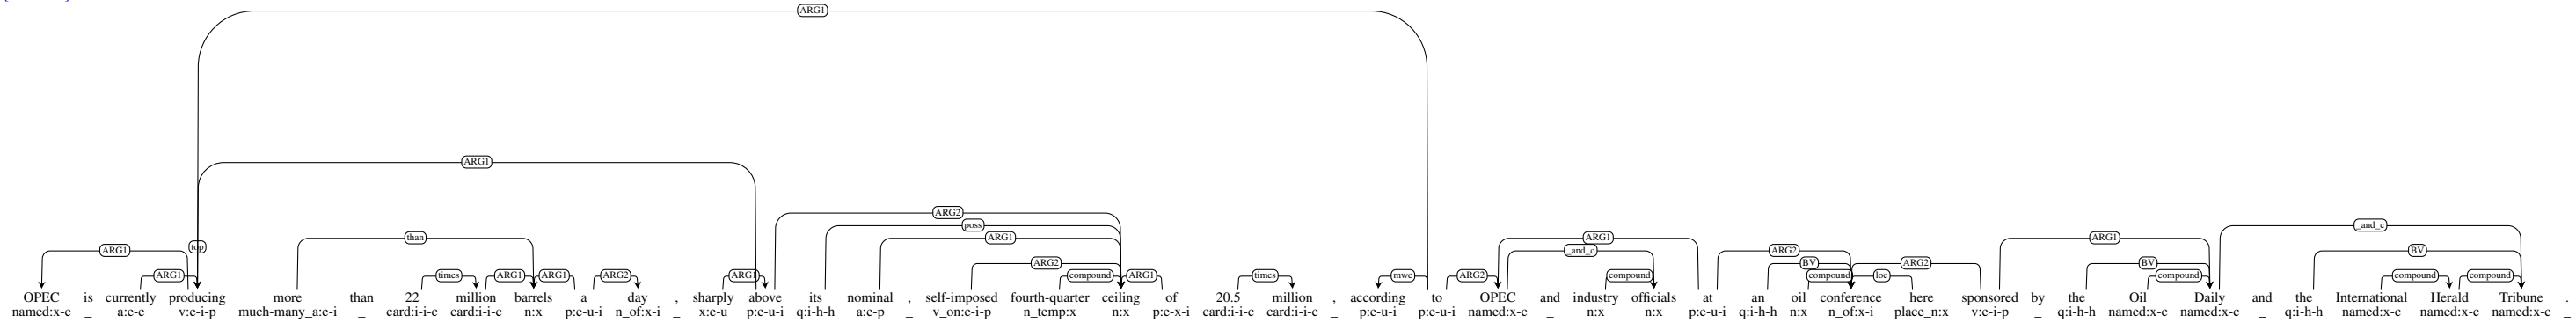 ARG1
ARG1
ARG2
poss
_and_c
than ARG1 ARG1 ARG1
ARG1 top _and_c ARG2 BV
ARG2 BV ARG2 BV
ARG1 times ARG1 ARG1 ARG2 ARG1 compound ARG1 times mwe ARG2 compound compound loc compound compound compound
OPEC is currently producing more than 22 million barrels a day , sharply above its nominal , self-imposed fourth-quarter ceiling of 20.5 million , according to OPEC and industry officials at an oil conference here sponsored by the Oil Daily and the International Herald Tribune .
named:x-c _ a:e-e v:e-i-p much-many_a:e-i _ card:i-i-c card:i-i-c n:x p:e-u-i n_of:x-i _ x:e-u p:e-u-i q:i-h-h a:e-p _ v_on:e-i-p n_temp:x n:x p:e-x-i card:i-i-c card:i-i-c _ p:e-u-i p:e-u-i named:x-c _ n:x n:x p:e-u-i q:i-h-h n:x n_of:x-i place_n:x v:e-i-p _ q:i-h-h named:x-c named:x-c _ q:i-h-h named:x-c named:x-c named:x-c _